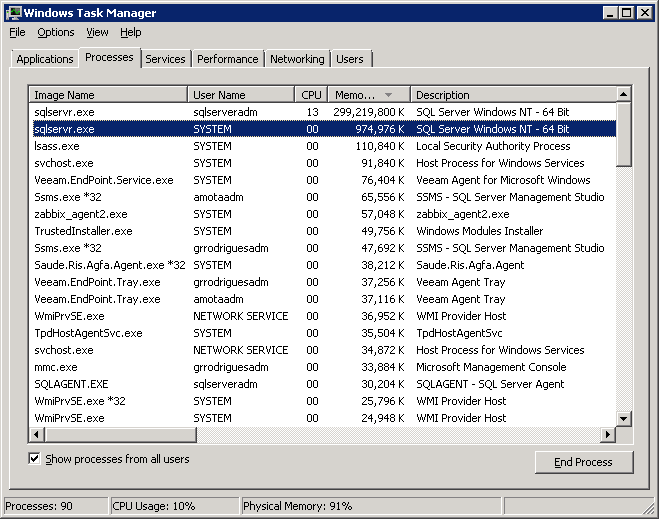 Windows Task Manager
File Options View Help
Applications Processes Services Performance Networking Users
Image Name User Name CPU Memo... Description
sqlservr.exe sqlserveradm 13 299,219,800 K SQL Server Windows NT - 64 Bit
sqlservr.exe SYSTEM 00 974,976 K SQL Server Windows NT - 64 Bit
lsass.exe SYSTEM 00 110,840 K Local Security Authority Process
svchost.exe SYSTEM 00 91,840 K Host Process for Windows Services
Veeam.EndPoint.Service.exe SYSTEM 00 76,404 K Veeam Agent for Microsoft Windows
Ssms.exe *32 amotaadm 00 65,556 K SSMS - SQL Server Management Studio
zabbix_agent2.exe SYSTEM 00 57,048 K zabbix_agent2.exe
TrustedInstaller.exe SYSTEM 00 49,756 K Windows Modules Installer
Ssms.exe *32 grrodriguesadm 00 47,692 K SSMS - SQL Server Management Studio
Saude.Ris.Agfa.Agent.exe *32 SYSTEM 00 38,212 K Saude.Ris.Agfa.Agent
Veeam.EndPoint.Tray.exe grrodriguesadm 00 37,256 K Veeam Agent Tray
Veeam.EndPoint.Tray.exe amotaadm 00 37,116 K Veeam Agent Tray
WmiPrvSE.exe NETWORK SERVICE 00 36,952 K WMI Provider Host
TpdHostAgentSvc.exe SYSTEM 00 35,504 K TpdHostAgentSvc
svchost.exe NETWORK SERVICE 00 34,872 K Host Process for Windows Services
mmc.exe grrodriguesadm 00 33,884 K Microsoft Management Console
SQLAGENT.EXE sqlserveradm 00 30,204 K SQLAGENT - SQL Server Agent
WmiPrvSE.exe *32 SYSTEM 00 25,796 K WMI Provider Host
WmiPrvSE.exe SYSTEM 00 24,948 K WMI Provider Host
Show processes from all users
End Process
Processes: 90 CPU Usage: 10% Physical Memory: 91%